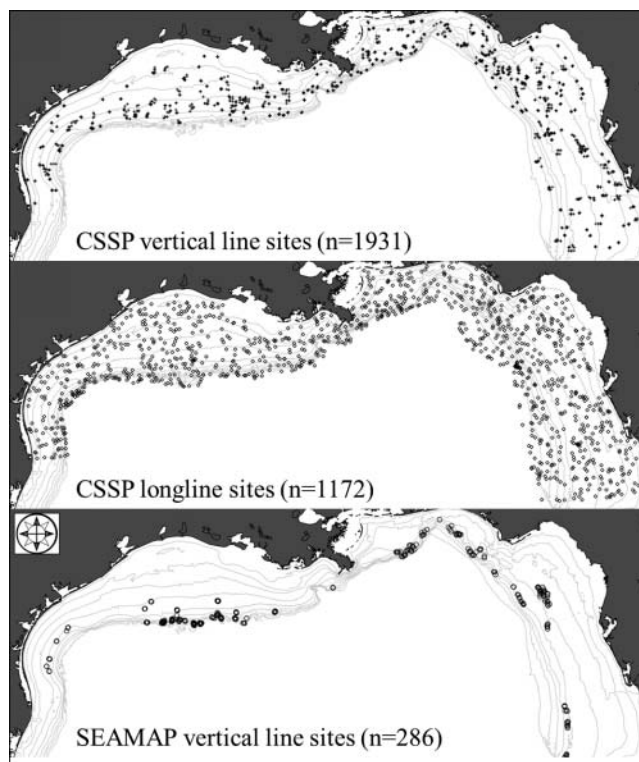 CSSP vertical line sites (n=1931)
CSSP longline sites (n=1172)
SEAMAP vertical line sites (n=286)